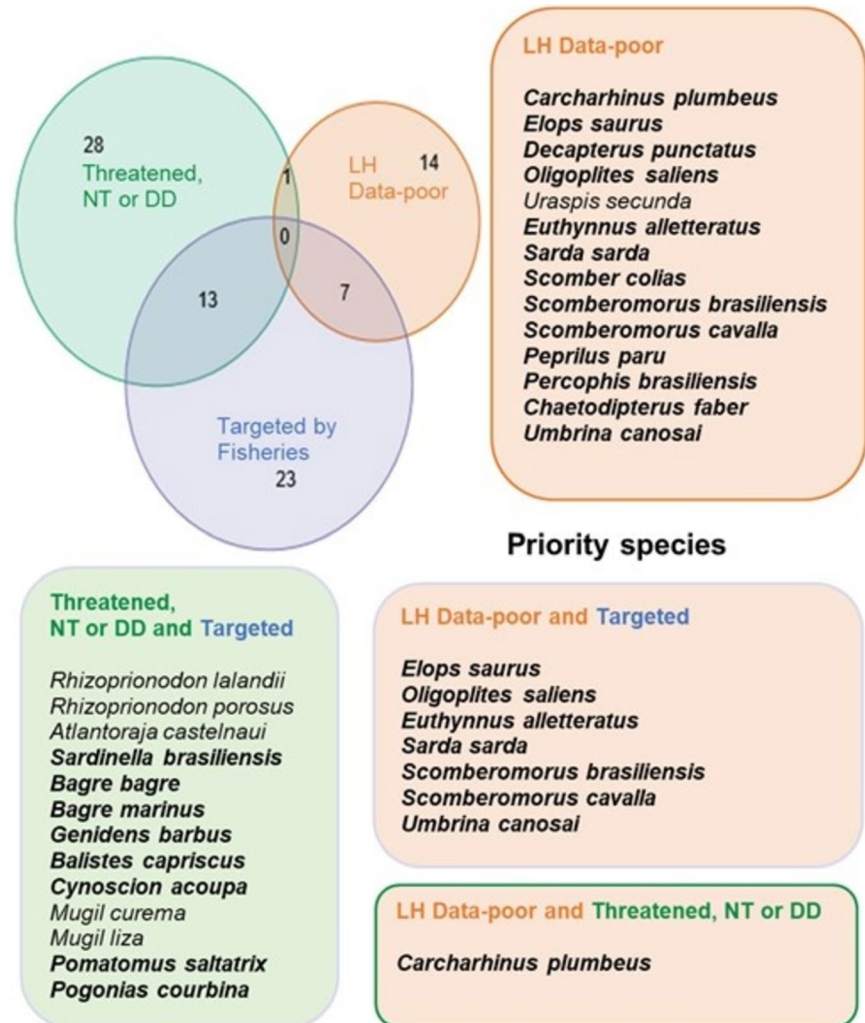 28
Threatened,
NT or DD
1
LH
Data-poor
14
0
13
7
Targeted by
Fisheries
23
LH Data-poor
Carcharhinus plumbeus
Elops saurus
Decapterus punctatus
Oligoplites saliens
Uraspis secunda
Euthynnus alletteratus
Sarda sarda
Scomber colias
Scomberomorus brasiliensis
Scomberomorus cavalla
Peprilus paru
Percophis brasiliensis
Chaetodipterus faber
Umbrina canosai
Priority species
Threatened,
NT or DD and Targeted
Rhizoprionodon lalandii
Rhizoprionodon porosus
Atlantoraja castelnaui
Sardinella brasiliensis
Bagre bagre
Bagre marinus
Genidens barbus
Balistes capriscus
Cynoscion acoupa
Mugil curema
Mugil liza
Pomatomus saltatrix
Pogonias courbina
LH Data-poor and Targeted
Elops saurus
Oligoplites saliens
Euthynnus alletteratus
Sarda sarda
Scomberomorus brasiliensis
Scomberomorus cavalla
Umbrina canosai
LH Data-poor and Threatened, NT or DD
Carcharhinus plumbeus